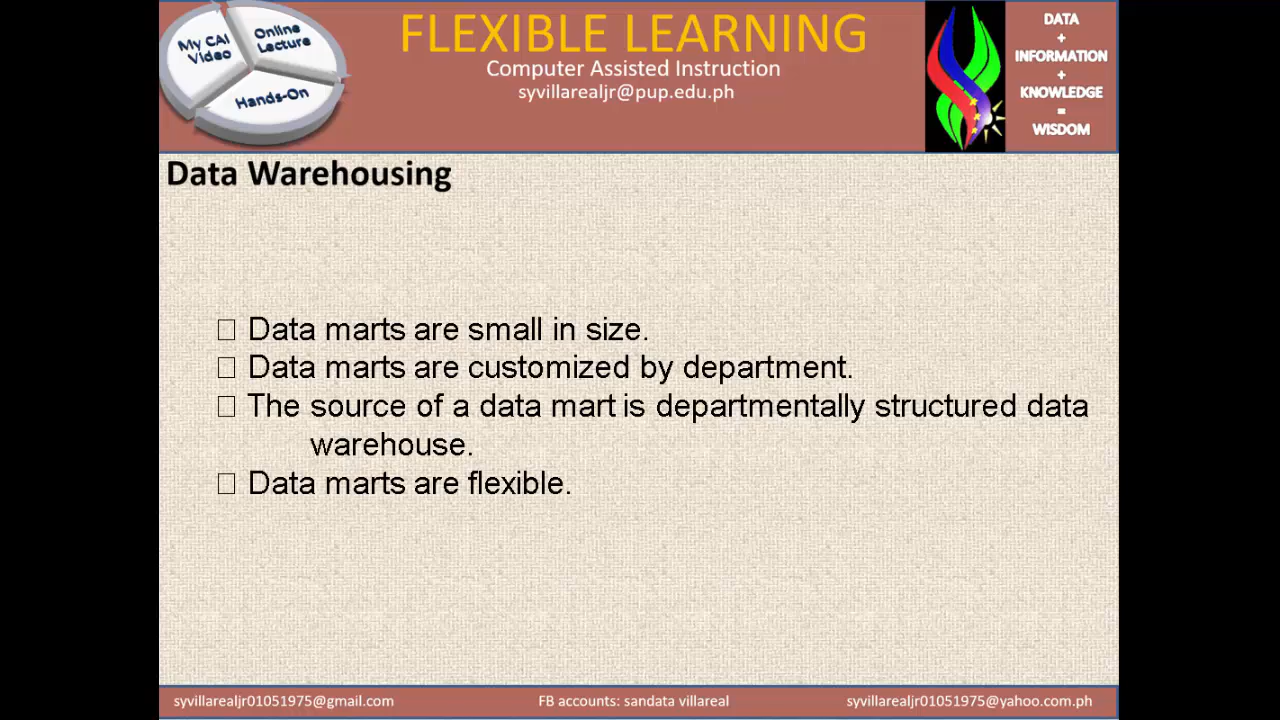 My CAI
Video
Online
Lecture
Hands-On
FLEXIBLE LEARNING
Computer Assisted Instruction
syvillarealjr@pup.edu.ph
DATA
+
INFORMATION
+
KNOWLEDGE
=
WISDOM
Data Warehousing
□ Data marts are small in size.
□ Data marts are customized by department.
□ The source of a data mart is departmentally structured data
warehouse.
□ Data marts are flexible.
syvillarealjr01051975@gmail.com
FB accounts: sandata villareal
syvillarealjr01051975@yahoo.com.ph